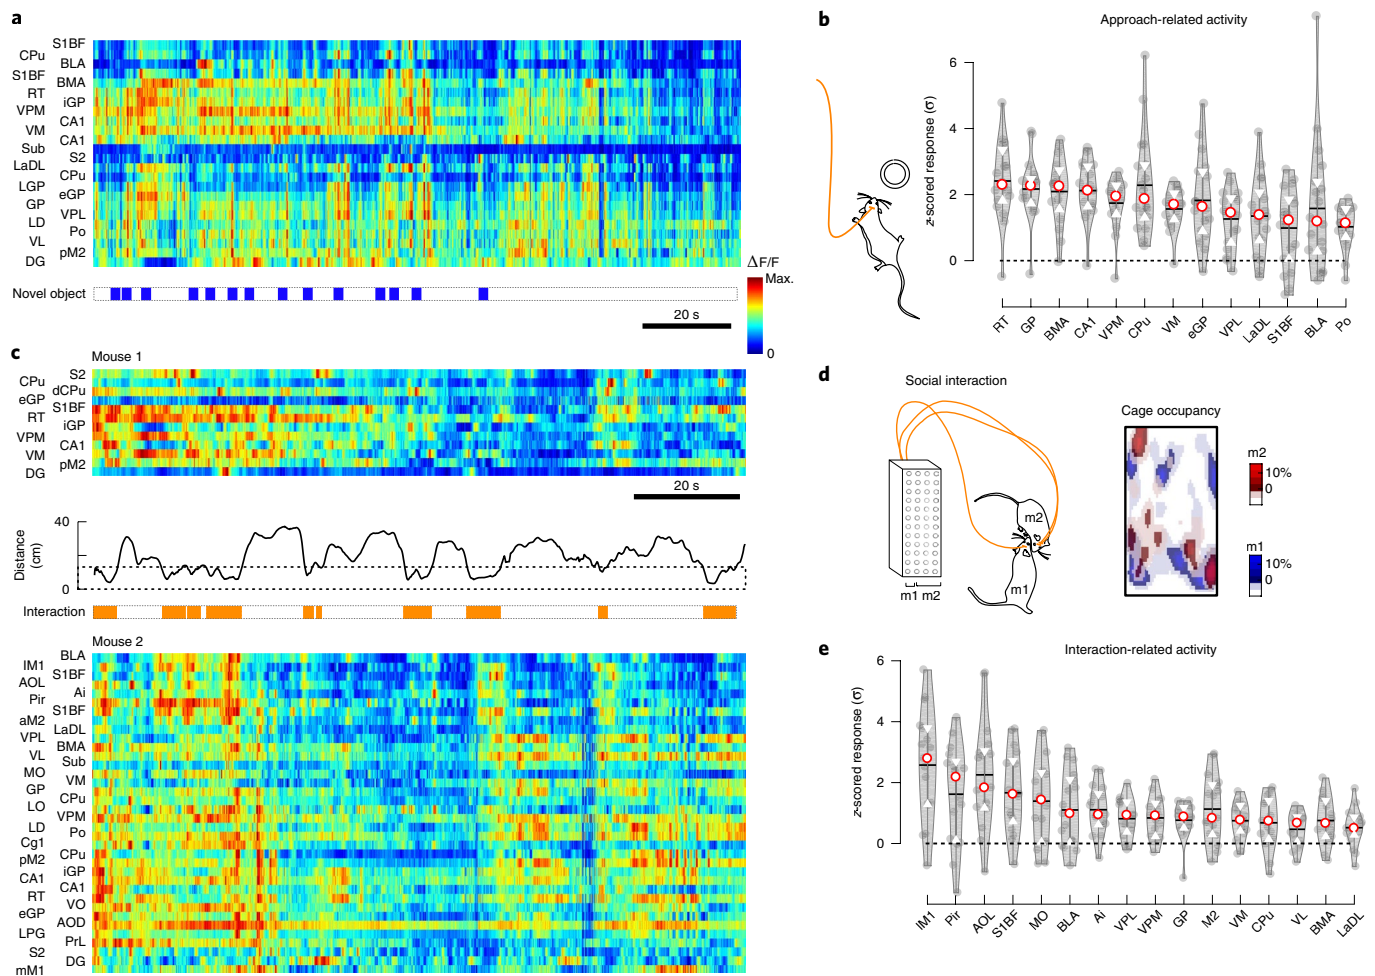 a
S1BF
CPu
BLA
S1BF
BMA
RT
iGP
VPM
CA1
VM
CA1
Sub
S2
LaDL
CPu
LGP
eGP
GP
VPL
LD
Po
VL
pM2
DG
Novel object
20 s
ΔF/F
Max.
0
b
Approach-related activity
z-scored response (σ)
6
4
2
0
RT GP BMA CA1 VPM CPu VM eGP VPL LaDL S1BF BLA Po
c
Mouse 1
S2
CPu
dCPu
eGP
S1BF
RT
iGP
VPM
CA1
VM
pM2
DG
20 s
Distance
(cm)
40
0
Interaction
Mouse 2
BLA
IM1
S1BF
AOL
Ai
Pir
S1BF
aM2
LaDL
VPL
BMA
VL
Sub
MO
VM
GP
CPu
LO
VPM
LD
Po
Cg1
CPu
pM2
iGP
CA1
CA1
RT
VO
eGP
AOD
LPG
PrL
S2
DG
mM1
d
Social interaction
m2
m1
m1 m2
Cage occupancy
m2
10%
0
m1
10%
0
e
Interaction-related activity
z-scored response (σ)
6
4
2
0
IM1 Pir AOL S1BF MO BLA Ai VPL VPM GP M2 VM CPu VL BMA LaDL